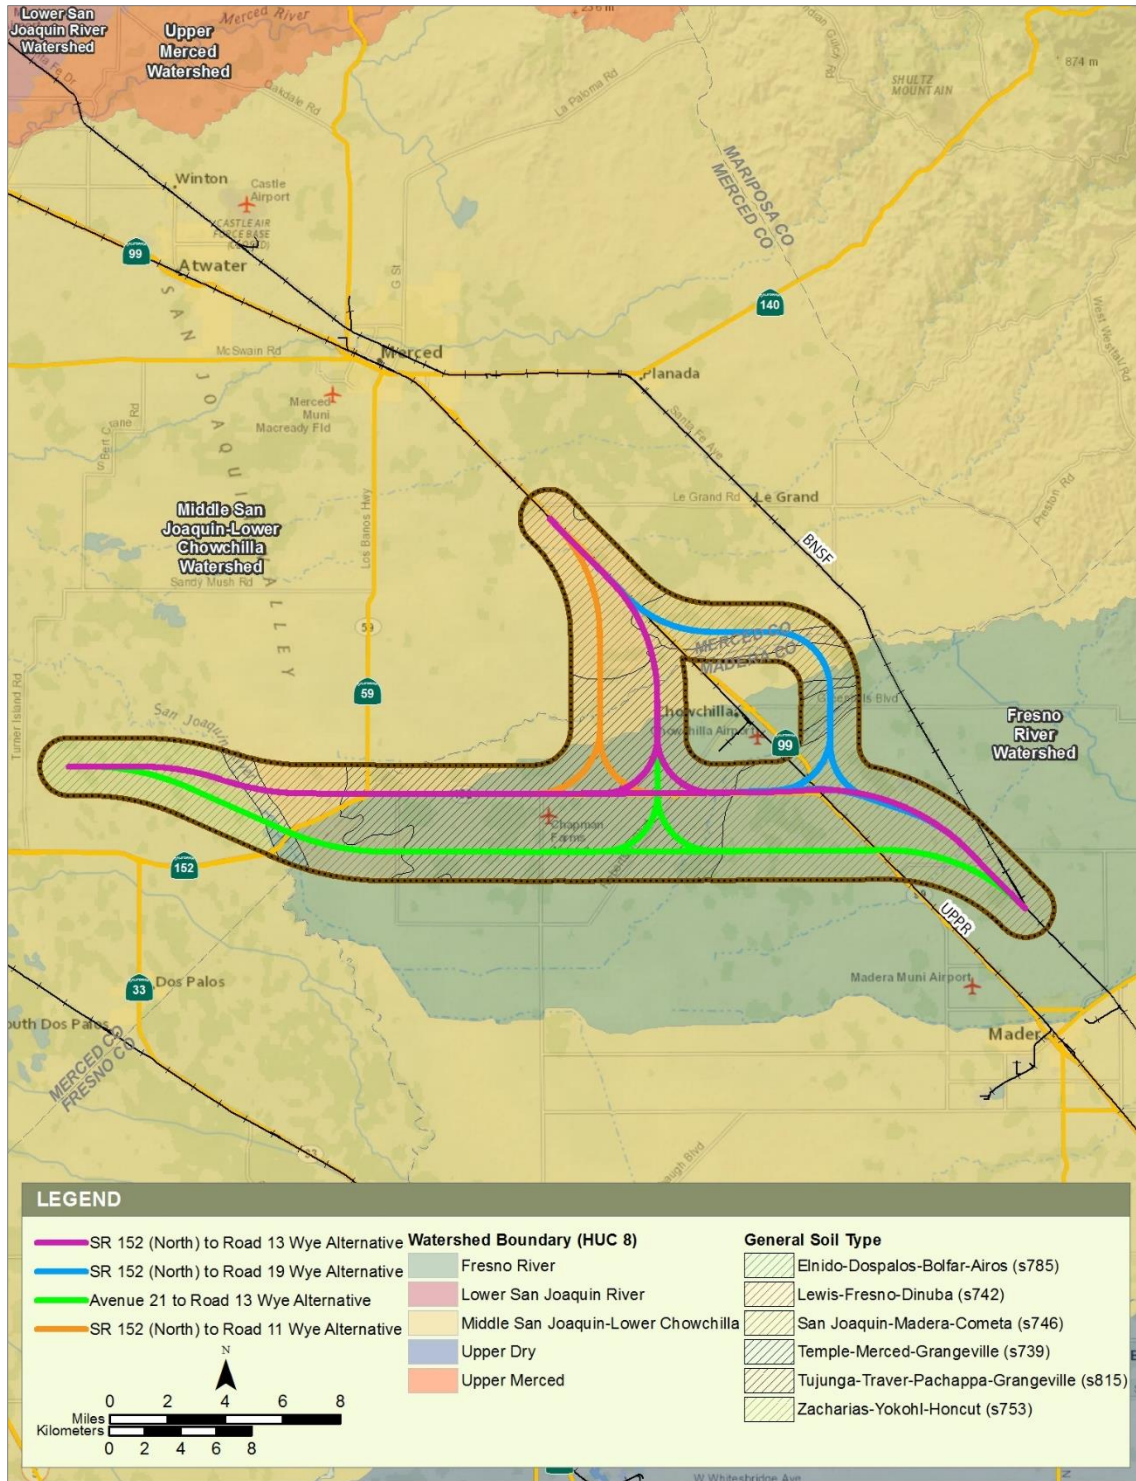 Lower San
Joaquin River
Watershed
Merced River
Upper
Merced
Watershed
Oakdale Rd
La Paloma Rd
SHULTZ
MOUNTAIN
874 m
236 m
Winton
Castle
Airport
CASTLE AIR
FORCE BASE
99
Atwater
G St
MARIPOSA CO
MERCED CO
140
SAN JOAQUIN VALLEY
McSwain Rd
Merced
Planada
Merced
Muni
Macready Fld
Santa Fe Ave
Le Grand Rd
Le Grand
Preston Rd
Middle San
Joaquin-Lower
Chowchilla
Watershed
Los Banos Hwy
Sandy Mush Rd
BNSF
59
MERCED CO
MADERA CO
Turner Island Rd
59
San Joaquin
Chowchilla
Chowchilla Airport
99
Fresno
River
Watershed
Chapman
Farms
152
UPPR
33
Dos Palos
Madera Muni Airport
outh Dos Palos
MERCED CO
FRESNO CO
Mader
33
LEGEND
SR 152 (North) to Road 13 Wye Alternative
SR 152 (North) to Road 19 Wye Alternative
Avenue 21 to Road 13 Wye Alternative
SR 152 (North) to Road 11 Wye Alternative
N
0 2 4 6 8
Miles
Kilometers
0 2 4 6 8
Watershed Boundary (HUC 8)
Fresno River
Lower San Joaquin River
Middle San Joaquin-Lower Chowchilla
Upper Dry
Upper Merced
General Soil Type
Elnido-Dospalos-Bolfar-Airos (s785)
Lewis-Fresno-Dinuba (s742)
San Joaquin-Madera-Cometa (s746)
Temple-Merced-Grangeville (s739)
Tujunga-Traver-Pachappa-Grangeville (s815)
Zacharias-Yokohl-Honcut (s753)
W Whitesbridge Ave